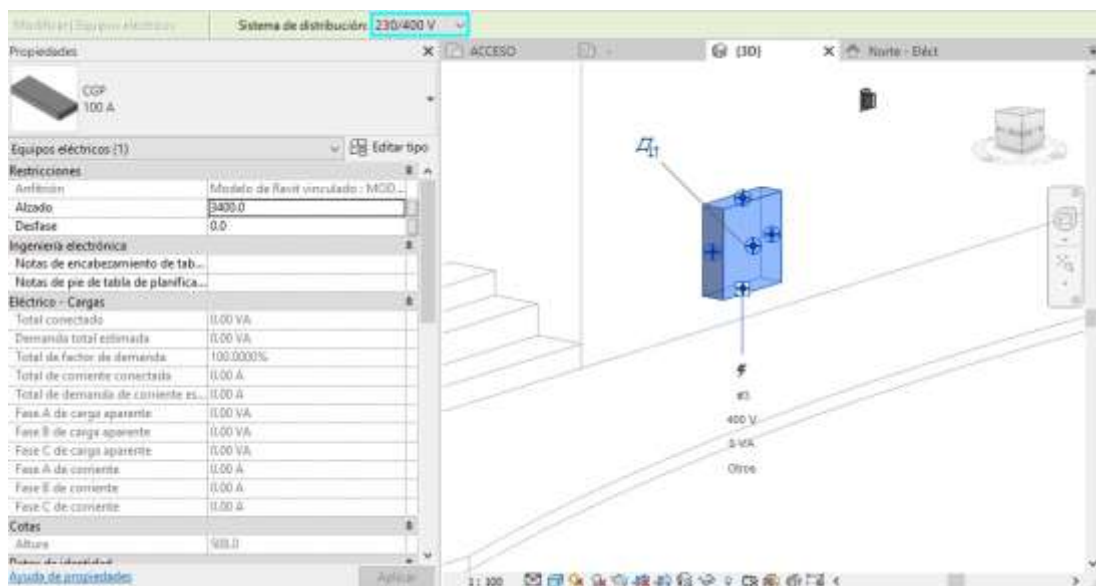 Modificar | Equipos eléctricos Sistema de distribución: 230/400 V
Propiedades
ACCESO
{3D}
Norte - Eléct
CGP
100 A
Equipos eléctricos (1) Editar tipo
Restricciones
Anfitrión Modelo de Revit vinculado : MOD...
Alzado 3400.0
Desfase 0.0
Ingeniería electrónica
Notas de encabezamiento de tab...
Notas de pie de tabla de planifica...
Eléctrico - Cargas
Total conectado 0.00 VA
Demanda total estimada 0.00 VA
Total de factor de demanda 100.0000%
Total de corriente conectada 0.00 A
Total de demanda de corriente es... 0.00 A
Fase A de carga aparente 0.00 VA
Fase B de carga aparente 0.00 VA
Fase C de carga aparente 0.00 VA
Fase A de corriente 0.00 A
Fase B de corriente 0.00 A
Fase C de corriente 0.00 A
Cotas
Altura
Datos de identidad
Ayuda de propiedades Aplicar
400 V
0 VA
Otros
1 : 100